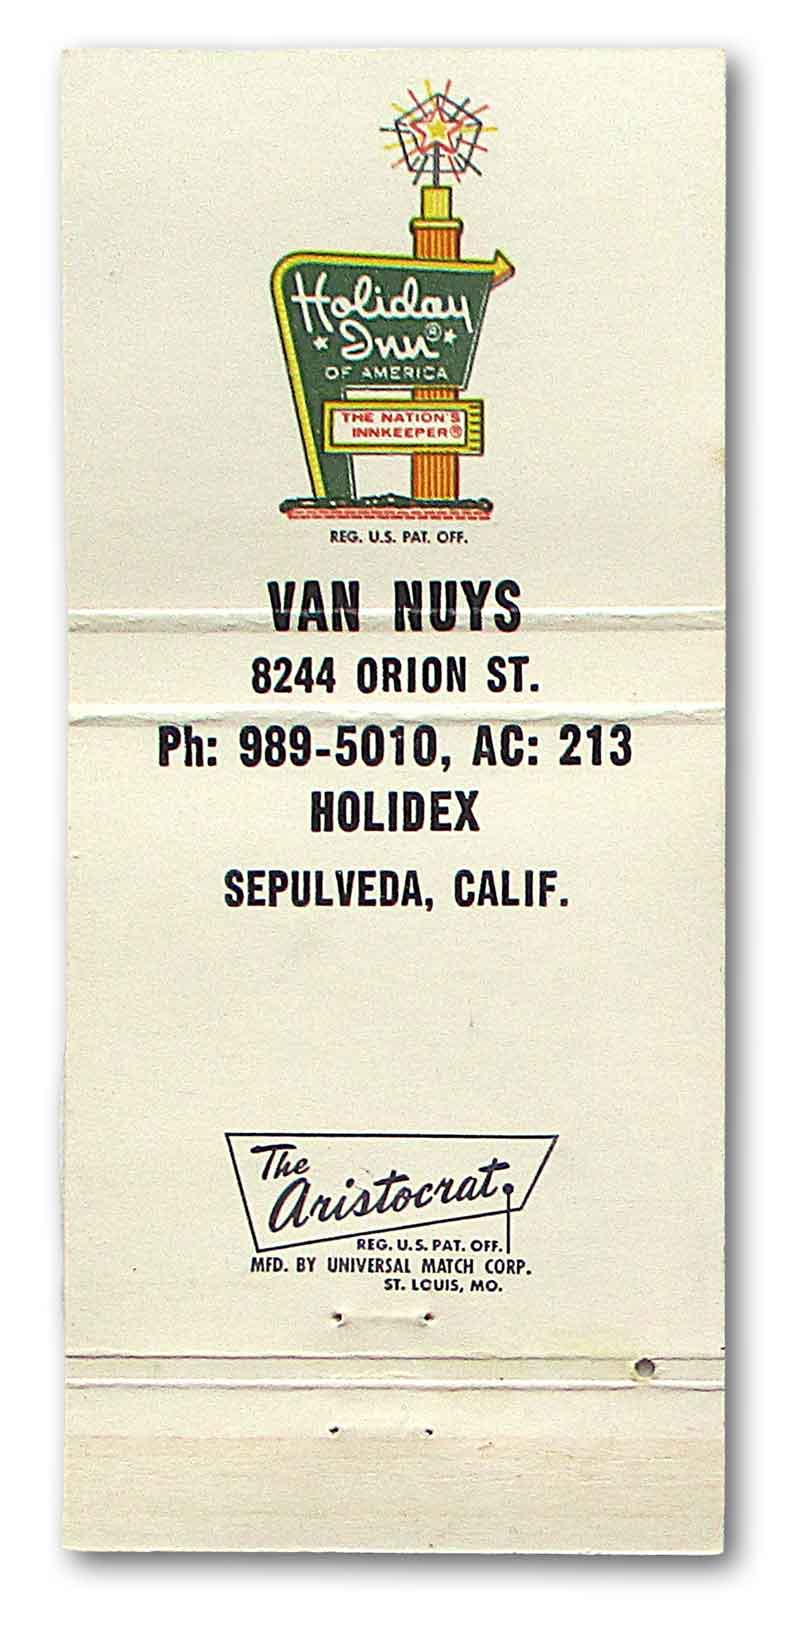 Holiday
Inn®
OF AMERICA
THE NATION'S
INNKEEPER®
REG. U.S. PAT. OFF.
VAN NUYS
8244 ORION ST.
Ph: 989-5010, AC: 213
HOLIDEX
SEPULVEDA, CALIF.
The
Aristocrat
REG. U.S. PAT. OFF.
MFD. BY UNIVERSAL MATCH CORP.
ST. LOUIS, MO.